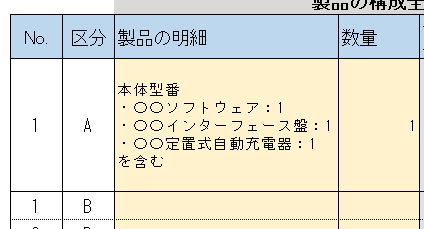 製品の構成全
No. 区分 製品の明細 数量
本体型番
・〇〇ソフトウェア：1
・〇〇インターフェース盤：1
1 A ・〇〇定置式自動充電器：1 1
を含む
1 B